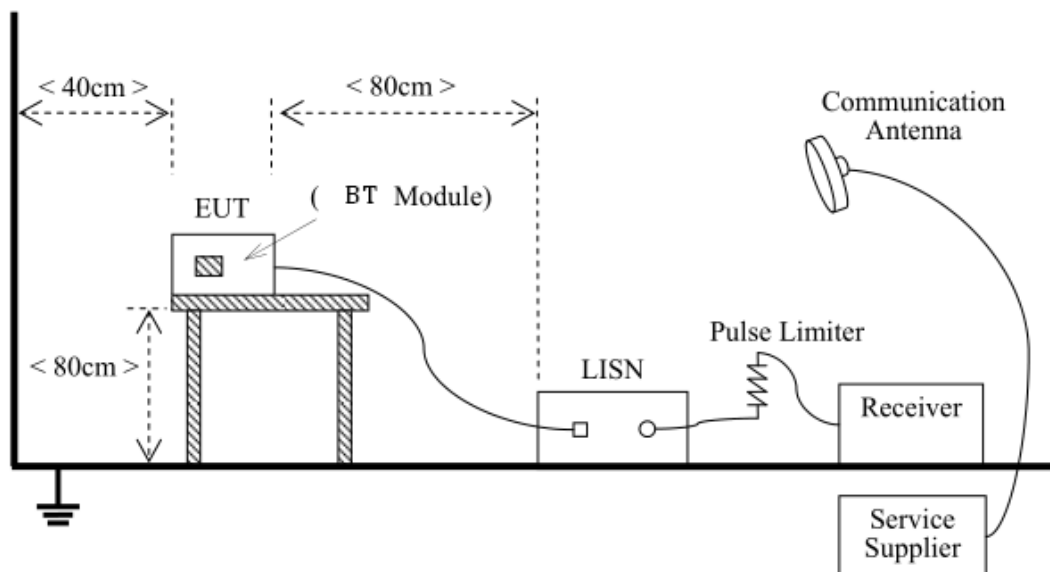 < 40cm >
< 80cm >
Communication
Antenna
( BT Module)
EUT
Pulse Limiter
< 80cm >
LISN
Receiver
Service
Supplier